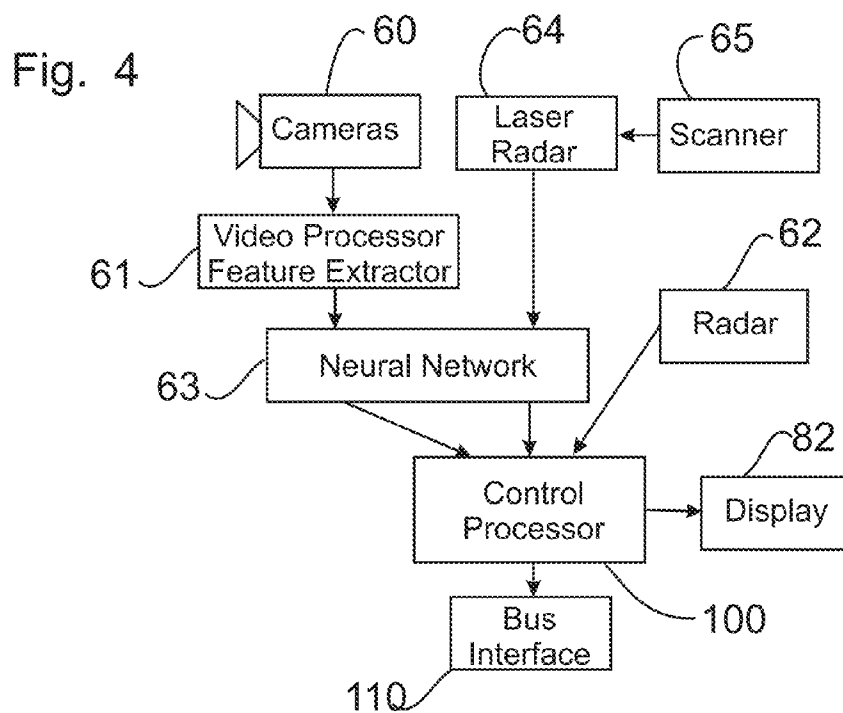 Fig. 4
60
64
65
Cameras
Laser
Radar
Scanner
Video Processor
Feature Extractor
61
62
Radar
Neural Network
63
82
Control
Processor
Display
100
Bus
Interface
110